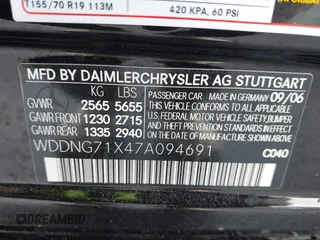 T155/70 R19 113M
420 KPA, 60 PSI
MFD BY DAIMLERCHRYSLER AG STUTTGART
KG LBS
GVWR 2565 5655
GAWR FRONT 1230 2715
GAWR REAR 1335 2940
PASSENGER CAR
MADE IN GERMANY 09/06
THIS VEHICLE CONFORMS TO ALL APPLICABLE
FEDERAL MOTOR VEHICLE SAFETY, BUMPER,
AND THEFT PREVENTION STANDARDS IN EFFECT
ON THE DATE OF MANUFACTURE SHOWN ABOVE.
WDDNG71X47A094691
C040
EPICAMBID